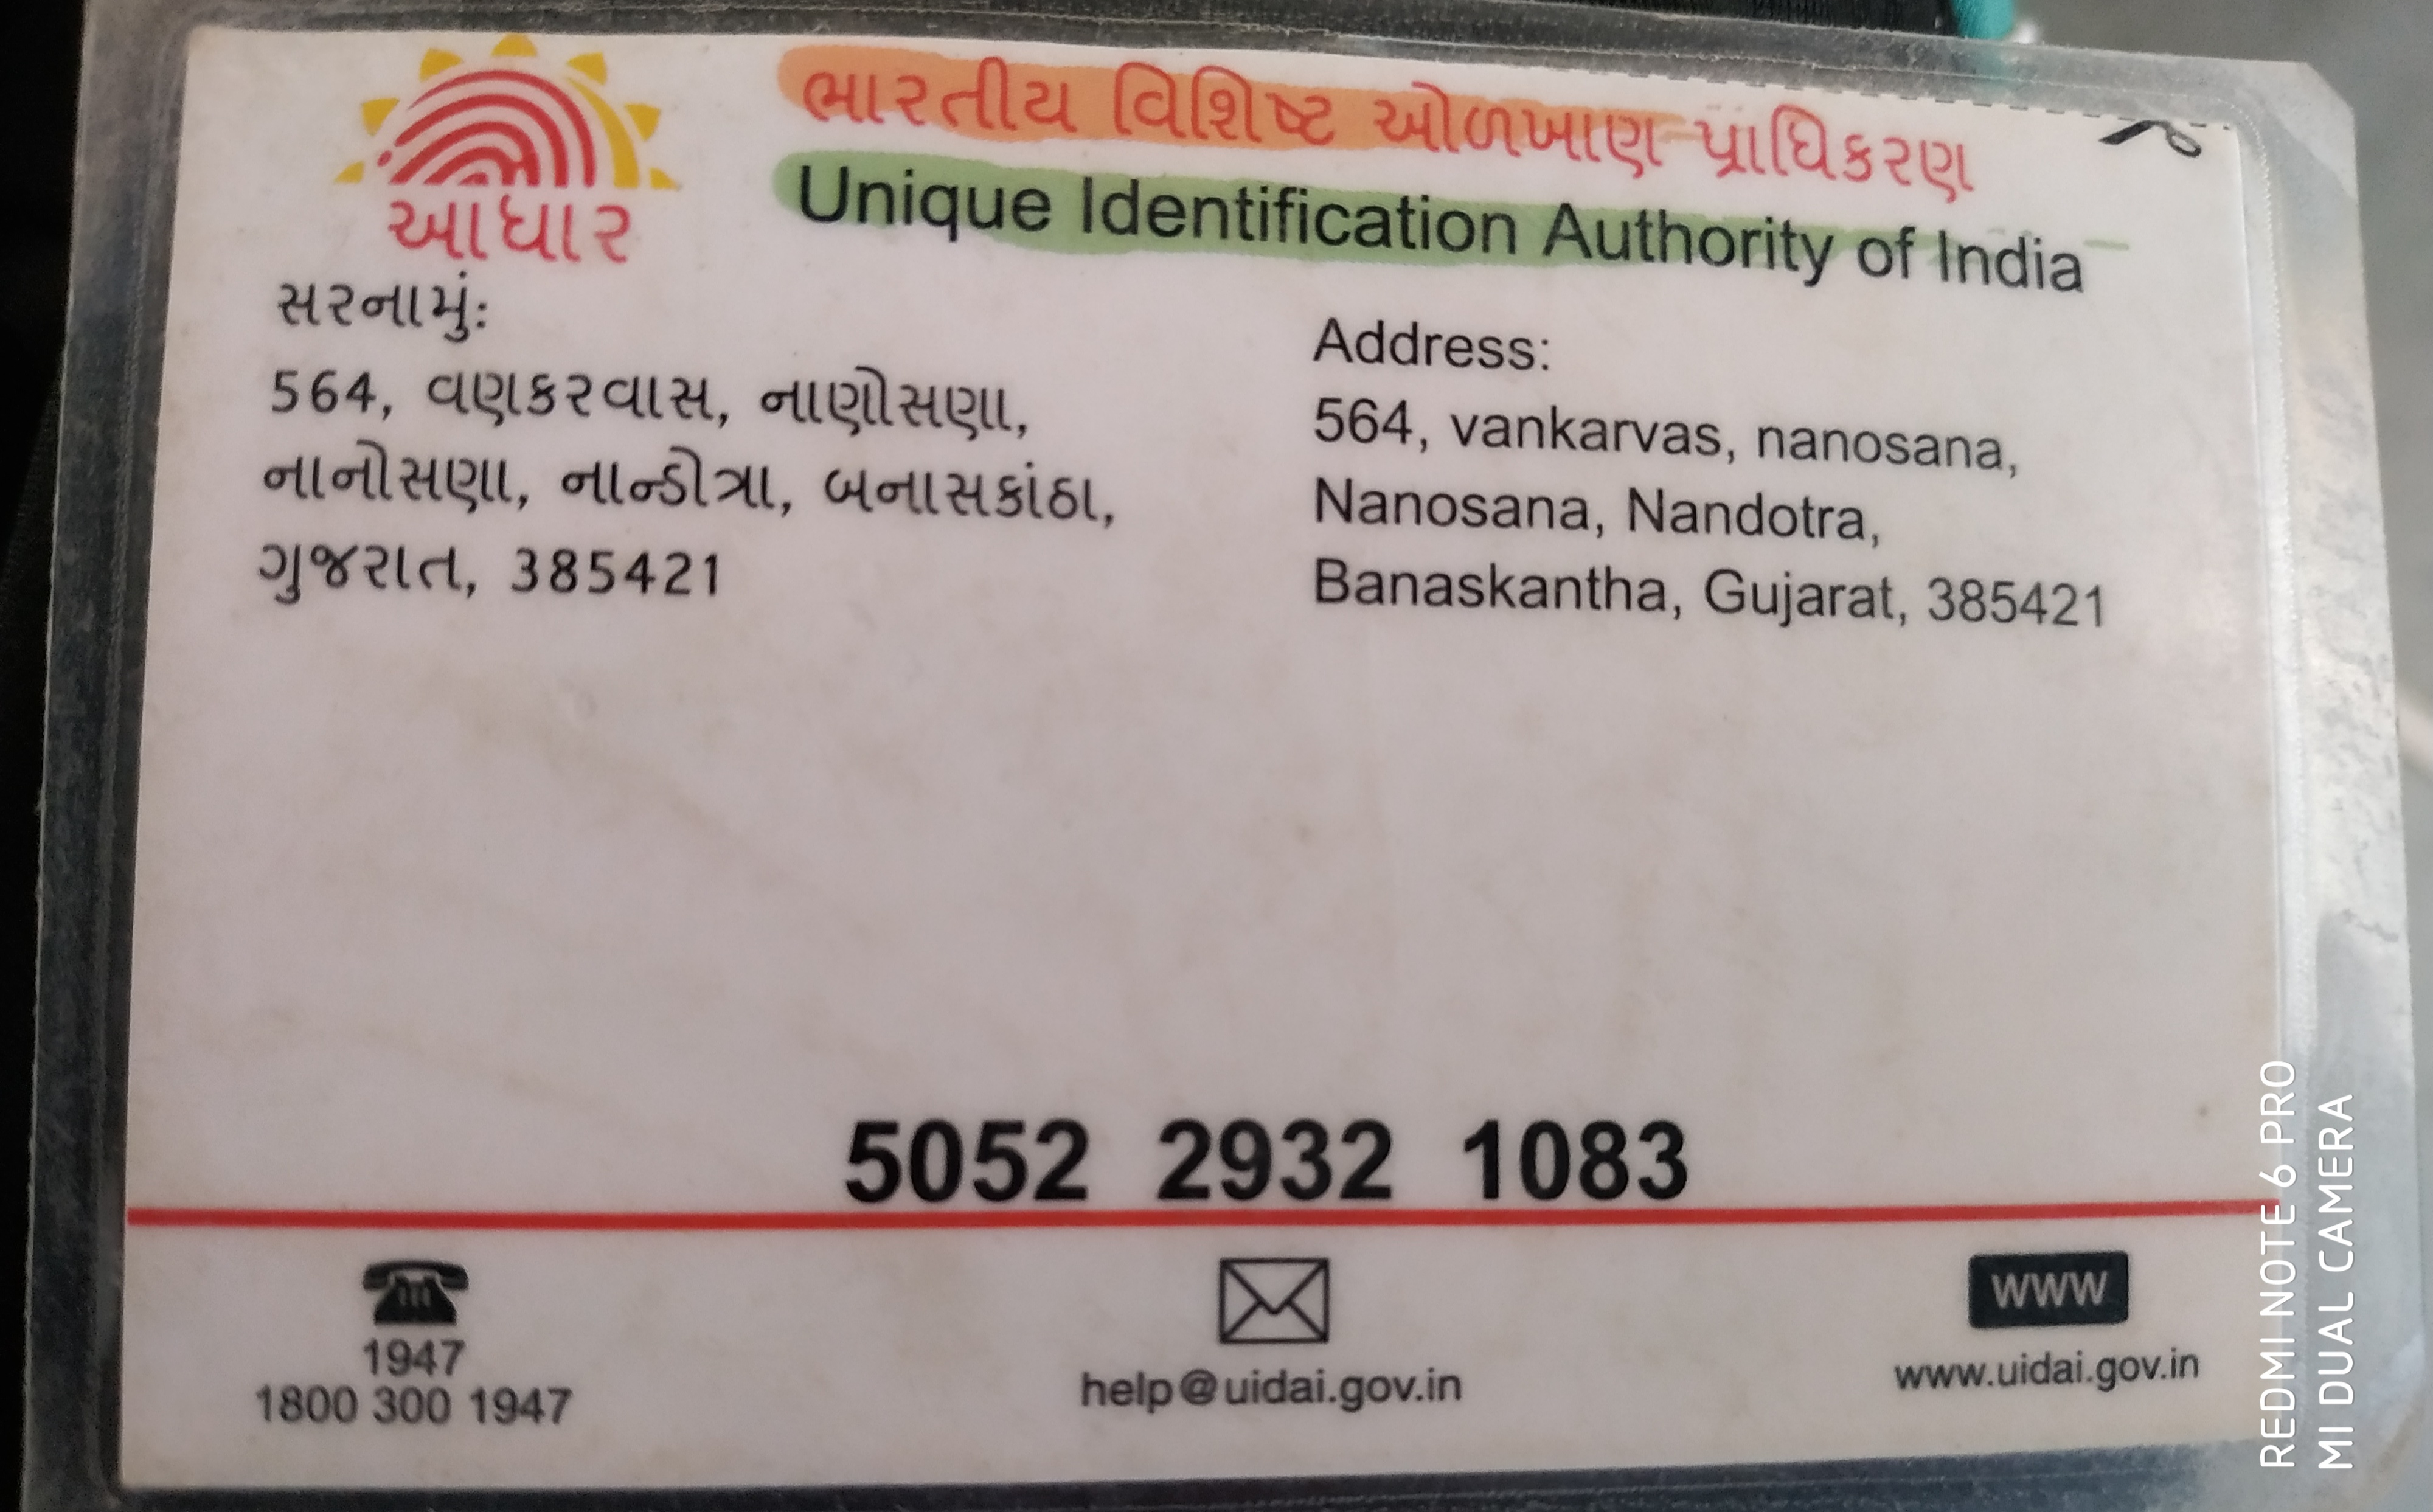 આધાર
ભારતીય વિશિષ્ટ ઓળખાણ પ્રાધિકરણ
Unique Identification Authority of India
સરનામું:
564, વણકરવાસ, નાણોસણા,
નાનોસણા, નાન્ડોત્રા, બનાસકાંઠા,
ગુજરાત, 385421
Address:
564, vankarvas, nanosana,
Nanosana, Nandotra,
Banaskantha, Gujarat, 385421
5052 2932 1083
1947
1800 300 1947
help@uidai.gov.in
www
www.uidai.gov.in
REDMI NOTE 6 PRO
MI DUAL CAMERA